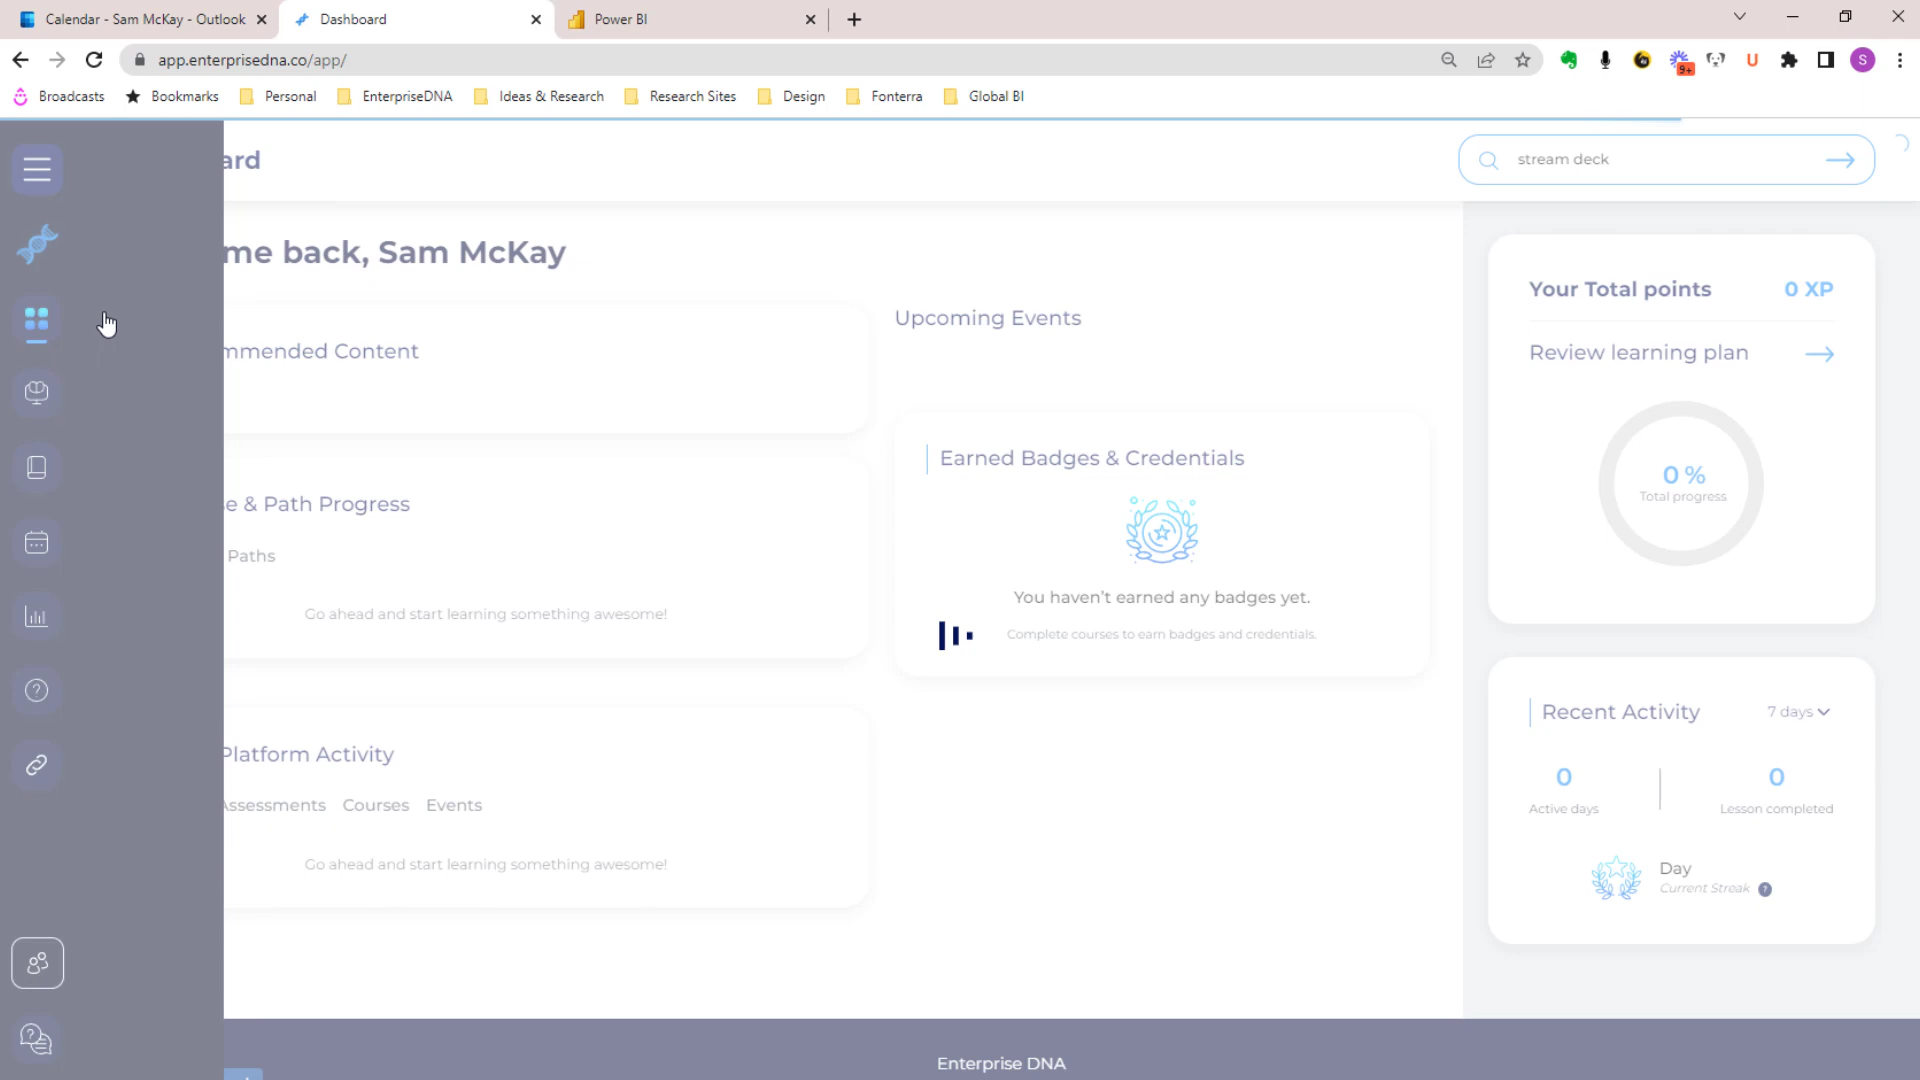 Calendar - Sam McKay - Outlook
Dashboard
Power BI
app.enterprisedna.co/app/
9+
U
S
Broadcasts
Bookmarks
Personal
EnterpriseDNA
Ideas & Research
Research Sites
Design
Fonterra
Global BI
ard
stream deck
me back, Sam McKay
mmended Content
e & Path Progress
Paths
Go ahead and start learning something awesome!
Platform Activity
Assessments Courses Events
Go ahead and start learning something awesome!
Upcoming Events
Earned Badges & Credentials
You haven't earned any badges yet.
Complete courses to earn badges and credentials.
Your Total points 0 XP
Review learning plan
0 %
Total progress
Recent Activity 7 days
0 0
Active days Lesson completed
Day
Current Streak ?
Enterprise DNA